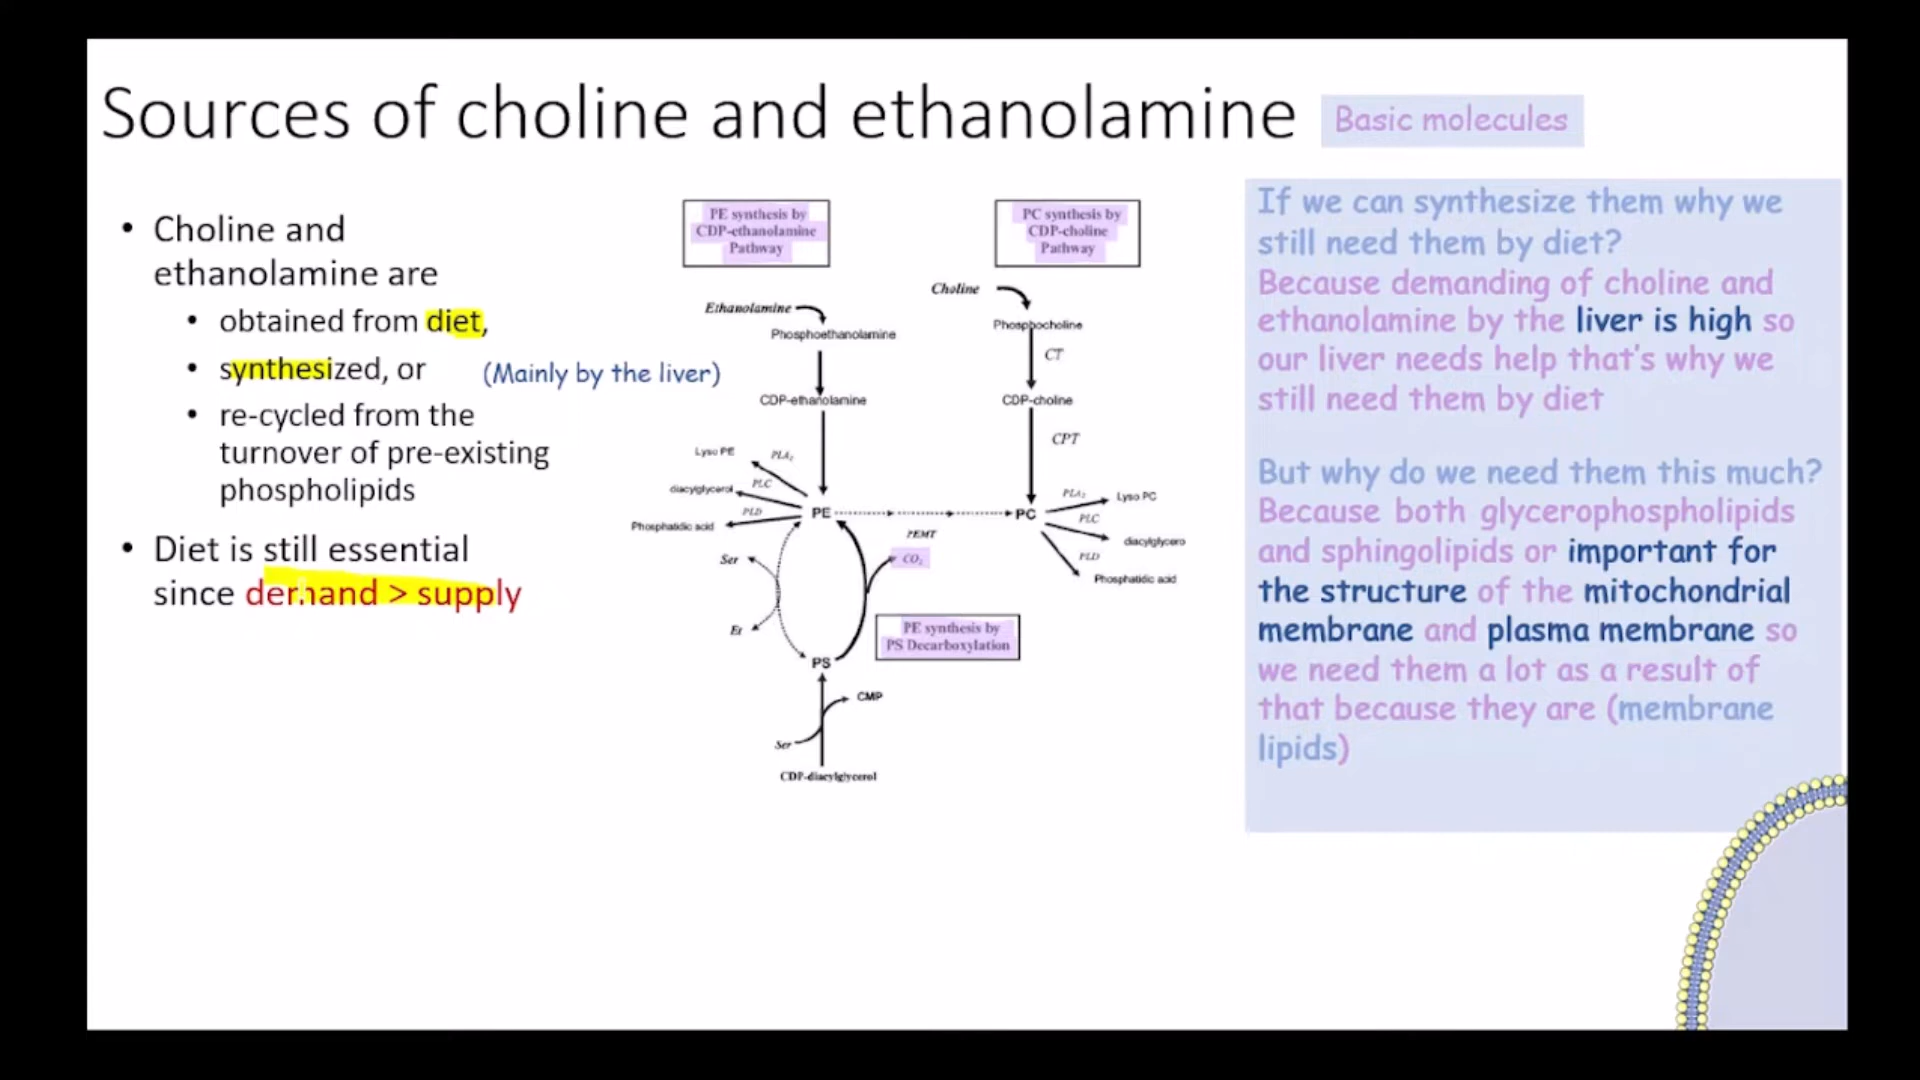 Sources of choline and ethanolamine
Basic molecules
• Choline and
ethanolamine are
• obtained from diet,
• synthesized, or
(Mainly by the liver)
• re-cycled from the
turnover of pre-existing
phospholipids
• Diet is still essential
since demand > supply
PE synthesis by
CDP-ethanolamine
Pathway
PC synthesis by
CDP-choline
Pathway
Ethanolamine
Phosphoethanolamine
CDP-ethanolamine
Choline
Phosphocholine
CT
CDP-choline
CPT
Lyso PE
PLA₂
diacylglycerol
PLC
Phosphatidic acid
PLD
PE
PEMT
PC
PLA₂
Lyso PC
PLC
diacylglycero
PLD
Phosphatidic acid
Ser
CO₂
Et
PE synthesis by
PS Decarboxylation
PS
CMP
Ser
CDP-diacylglycerol
If we can synthesize them why we
still need them by diet?
Because demanding of choline and
ethanolamine by the liver is high so
our liver needs help that's why we
still need them by diet
But why do we need them this much?
Because both glycerophospholipids
and sphingolipids or important for
the structure of the mitochondrial
membrane and plasma membrane so
we need them a lot as a result of
that because they are (membrane
lipids)